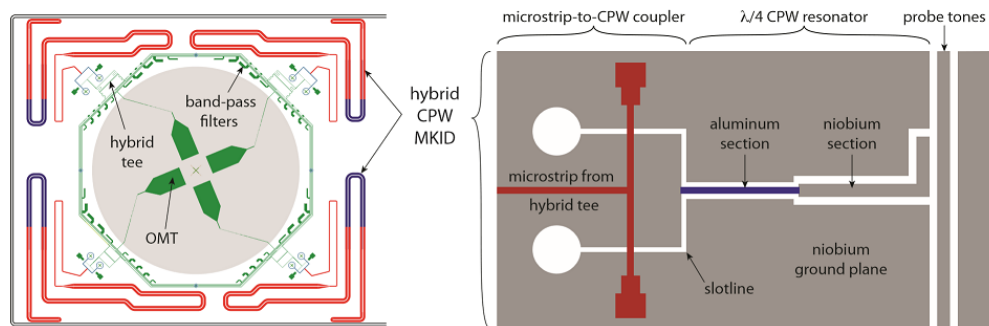 microstrip-to-CPW coupler
λ/4 CPW resonator
probe tones
band-pass
filters
hybrid
tee
OMT
hybrid
CPW
MKID
aluminum
section
niobium
section
microstrip from
hybrid tee
niobium
ground plane
slotline